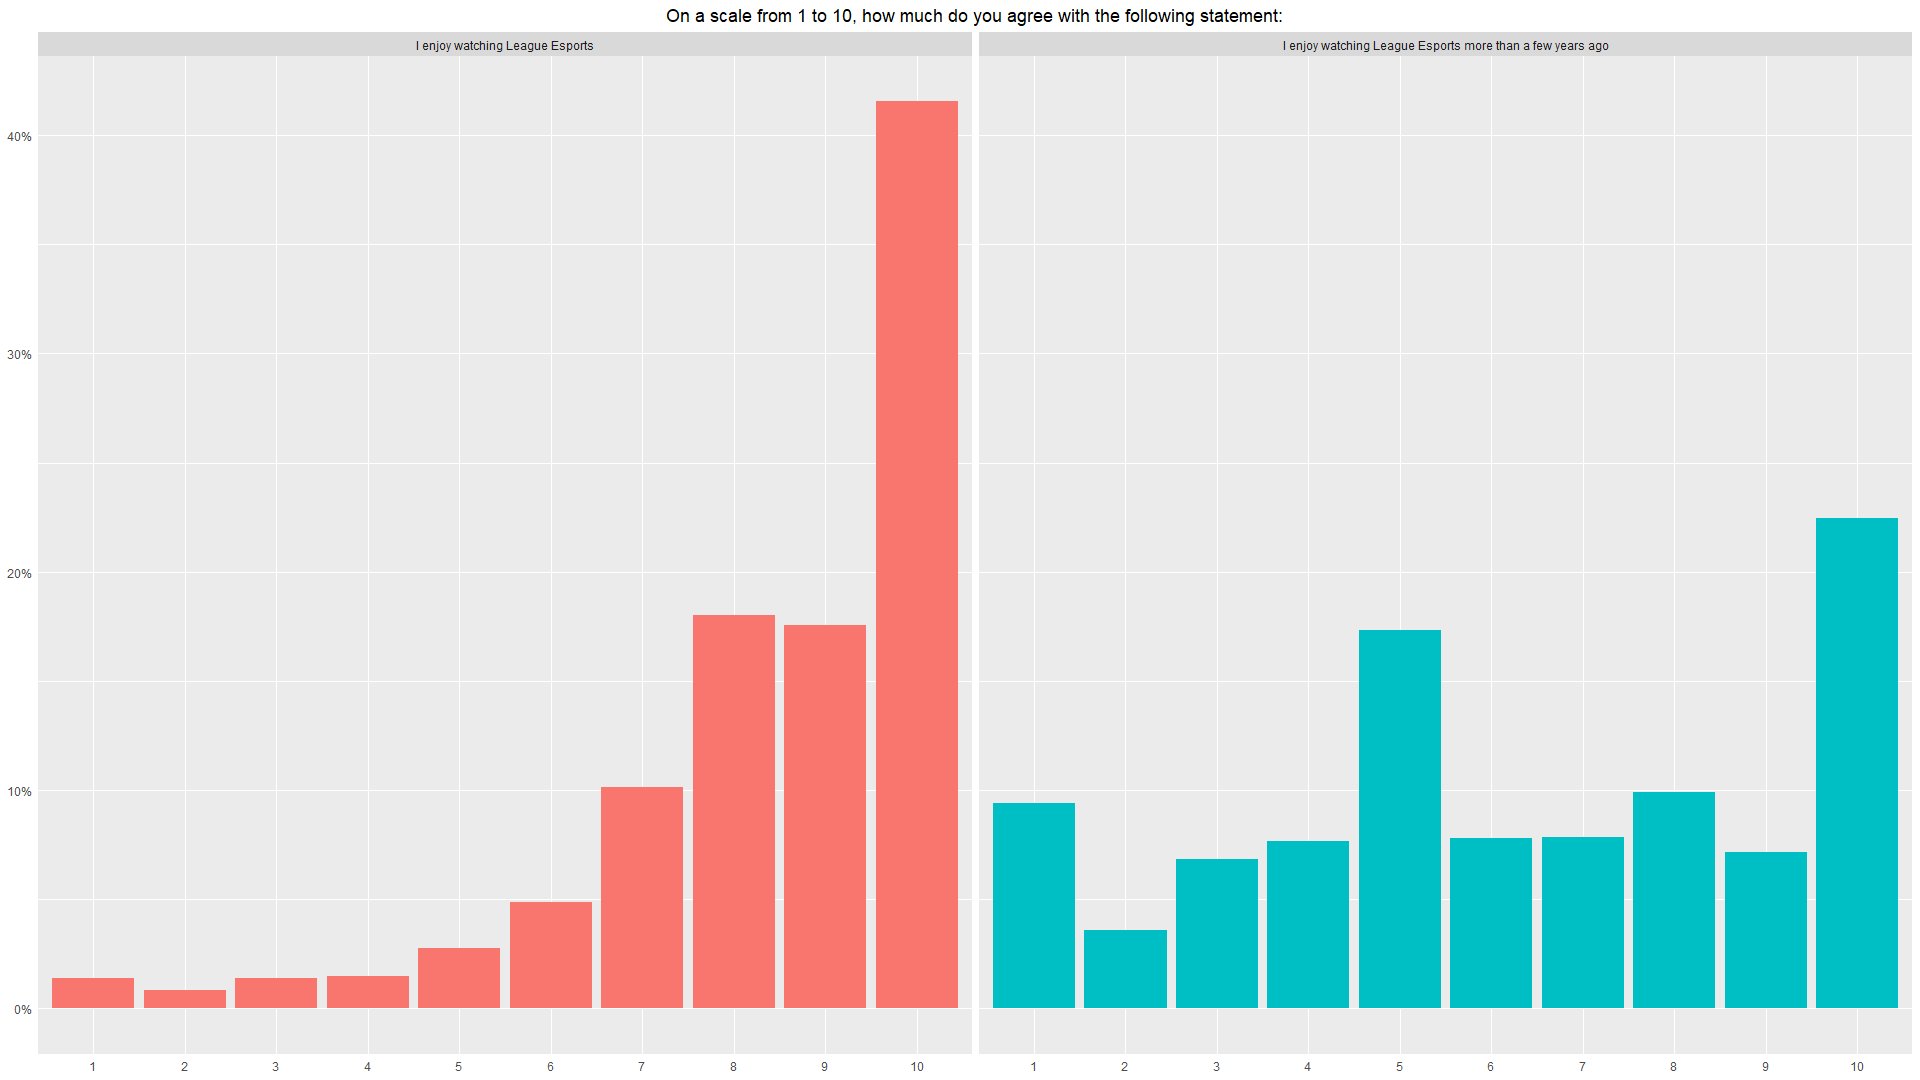 On a scale from 1 to 10, how much do you agree with the following statement:
I enjoy watching League Esports
I enjoy watching League Esports more than a few years ago
40%
30%
20%
10%
0%
1 2 3 4 5 6 7 8 9 10
1 2 3 4 5 6 7 8 9 10